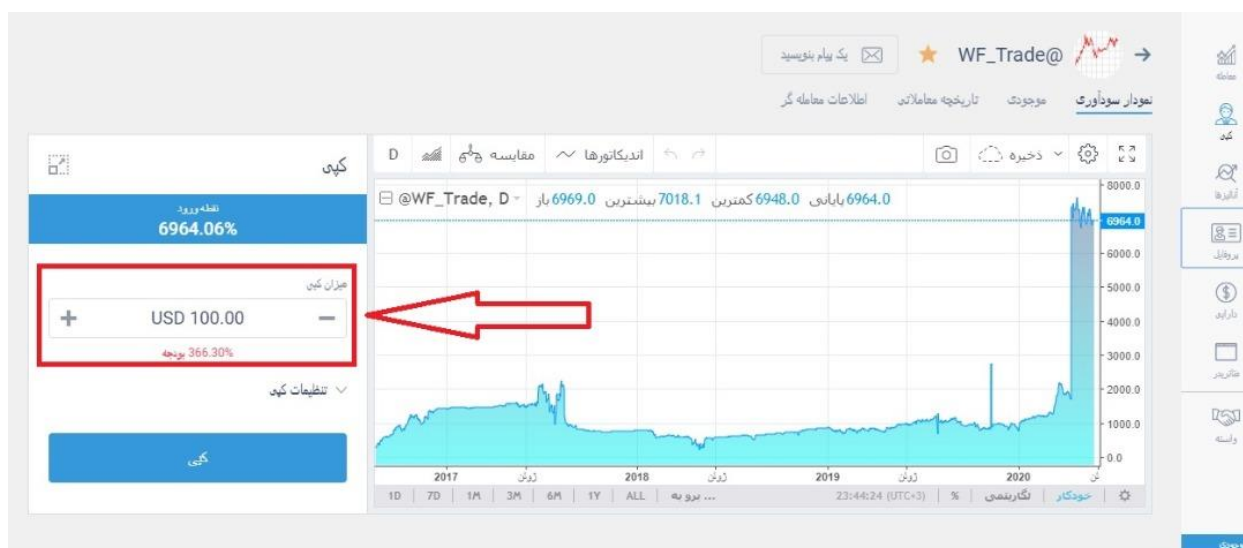 WF_Trade@
یک پیام بنویسید
نمودار سودآوری
موجودی
تاریخچه معاملاتی
اطلاعات معامله گر
معامله
کپی
آنالیزها
پروفایل
دارایی
متاتریدر
واسته
موجودی
ذخیره
اندیکاتورها
مقایسه
D
@WF_Trade, D
باز 6969.0 بیشترین 7018.1 کمترین 6948.0 پایانی 6964.0
8000.0
6964.0
6000.0
5000.0
4000.0
3000.0
2000.0
1000.0
0.0
2017 ژوئن 2018 ژوئن 2019 ژوئن 2020
1D 7D 1M 3M 6M 1Y ALL برو به ...
23:44:24 (UTC+3) % لگاریتمی خودکار
کپی
نقطه ورود
6964.06%
میزان کپی
USD 100.00
366.30% بودجه
تنظیمات کپی
کپی